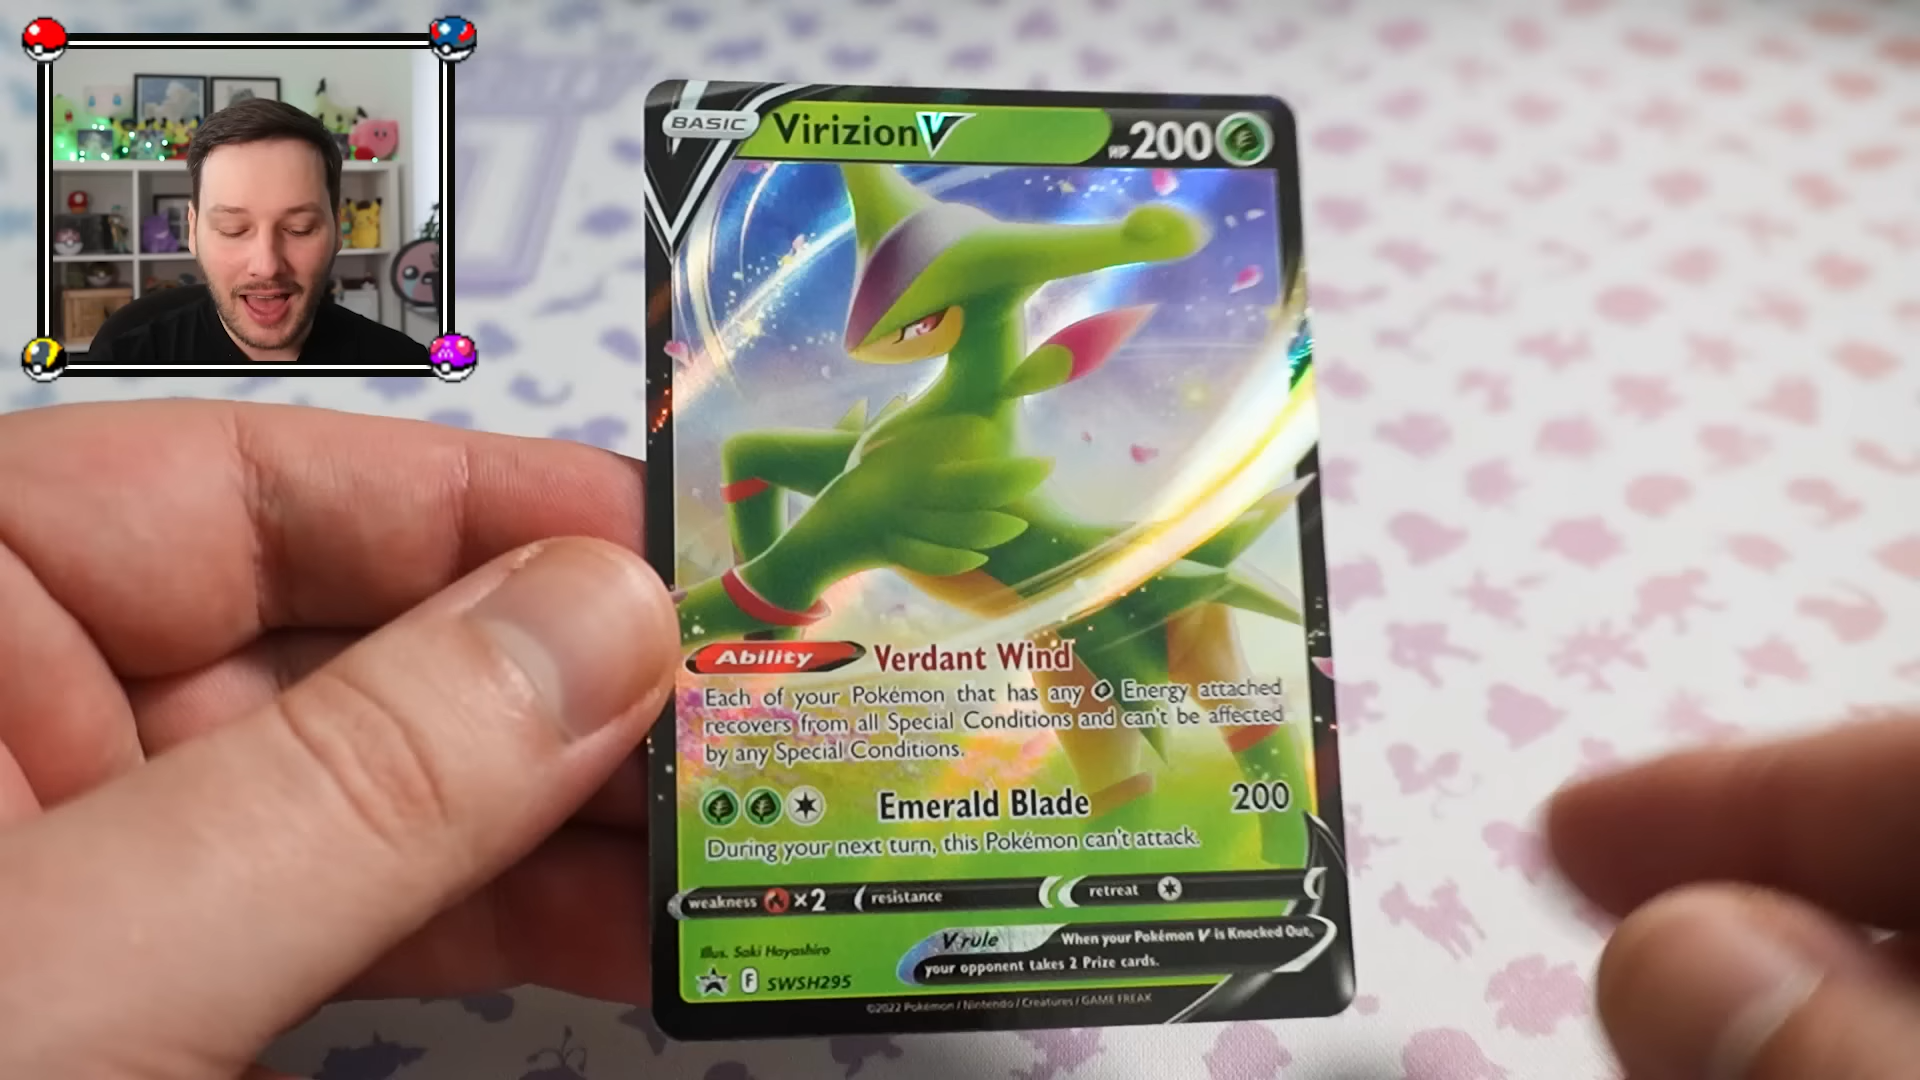 BASIC VirizionV HP200
Ability Verdant Wind
Each of your Pokémon that has any Energy attached
recovers from all Special Conditions and can't be affected
by any Special Conditions.
Emerald Blade 200
During your next turn, this Pokémon can't attack.
weakness ×2 resistance retreat
V rule When your Pokémon V is Knocked Out,
your opponent takes 2 Prize cards.
Illus. Saki Hayashiro
F SWSH295
©2022 Pokémon / Nintendo / Creatures / GAME FREAK